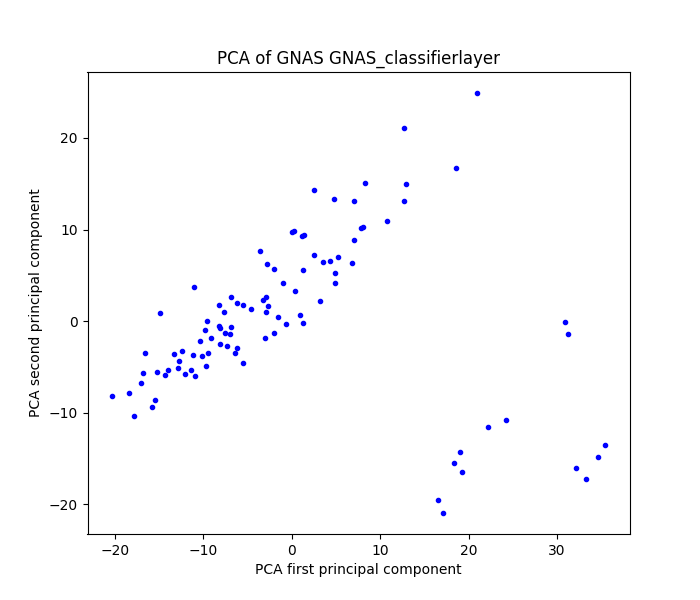 PCA of GNAS GNAS_classifierlayer
20
10
0
−10
−20
PCA second principal component
−20 −10 0 10 20 30
PCA first principal component